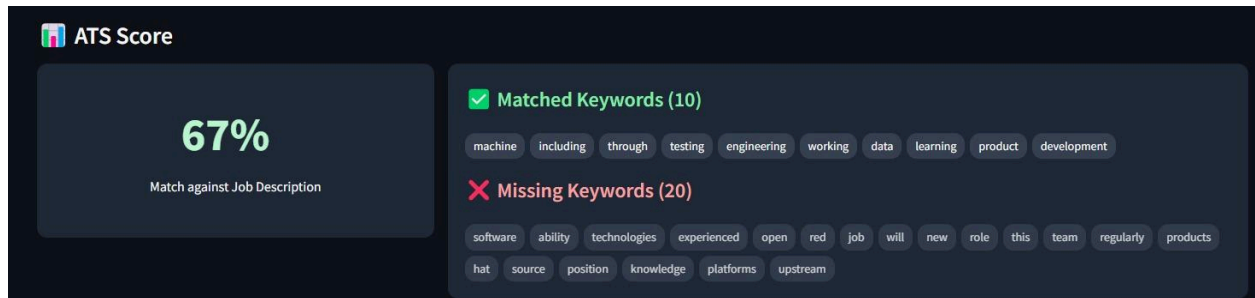 ATS Score
67%
Match against Job Description
Matched Keywords (10)
machine including through testing engineering working data learning product development
Missing Keywords (20)
software ability technologies experienced open red job will new role this team regularly products
hat source position knowledge platforms upstream